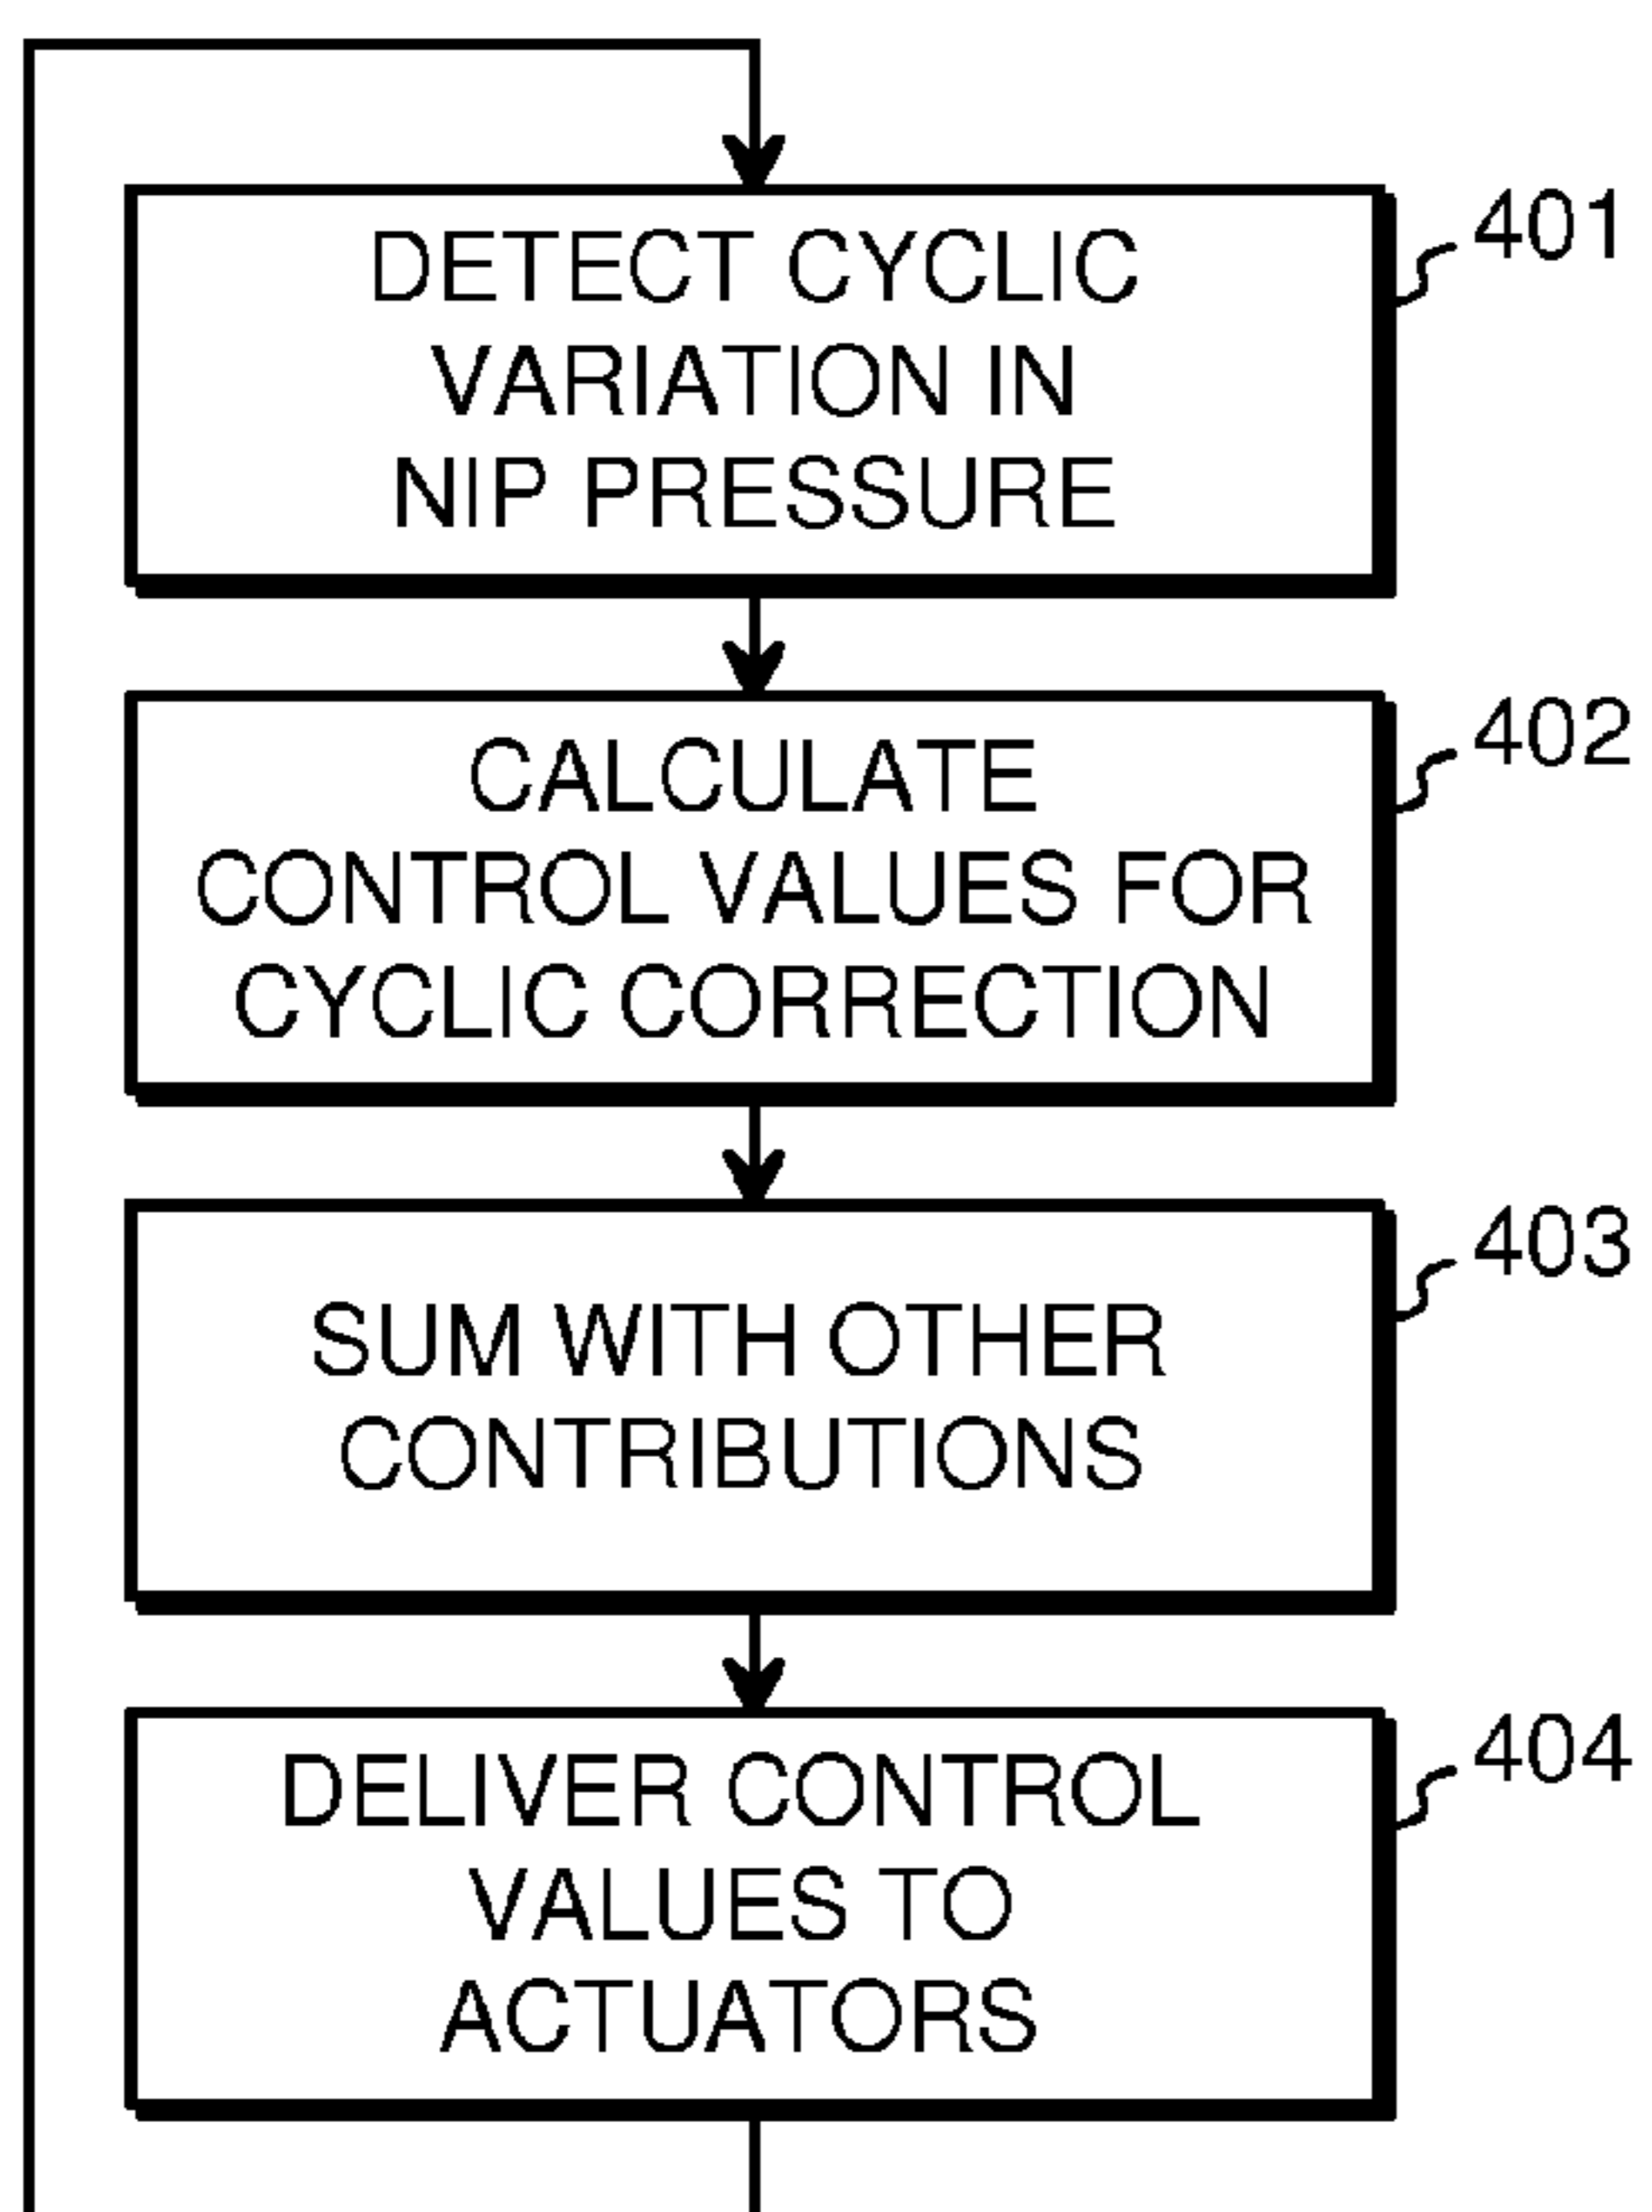 401
DETECT CYCLIC
VARIATION IN
NIP PRESSURE
402
CALCULATE
CONTROL VALUES FOR
CYCLIC CORRECTION
403
SUM WITH OTHER
CONTRIBUTIONS
404
DELIVER CONTROL
VALUES TO
ACTUATORS